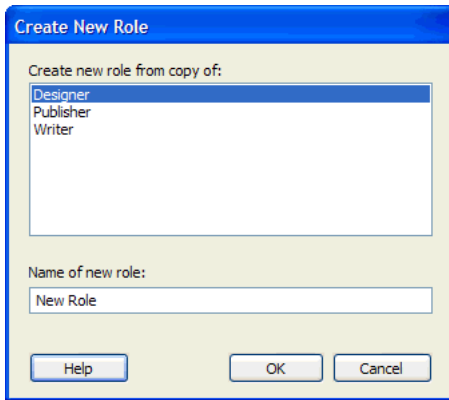 Create New Role
Create new role from copy of:
Designer
Publisher
Writer
Name of new role:
New Role
Help OK Cancel